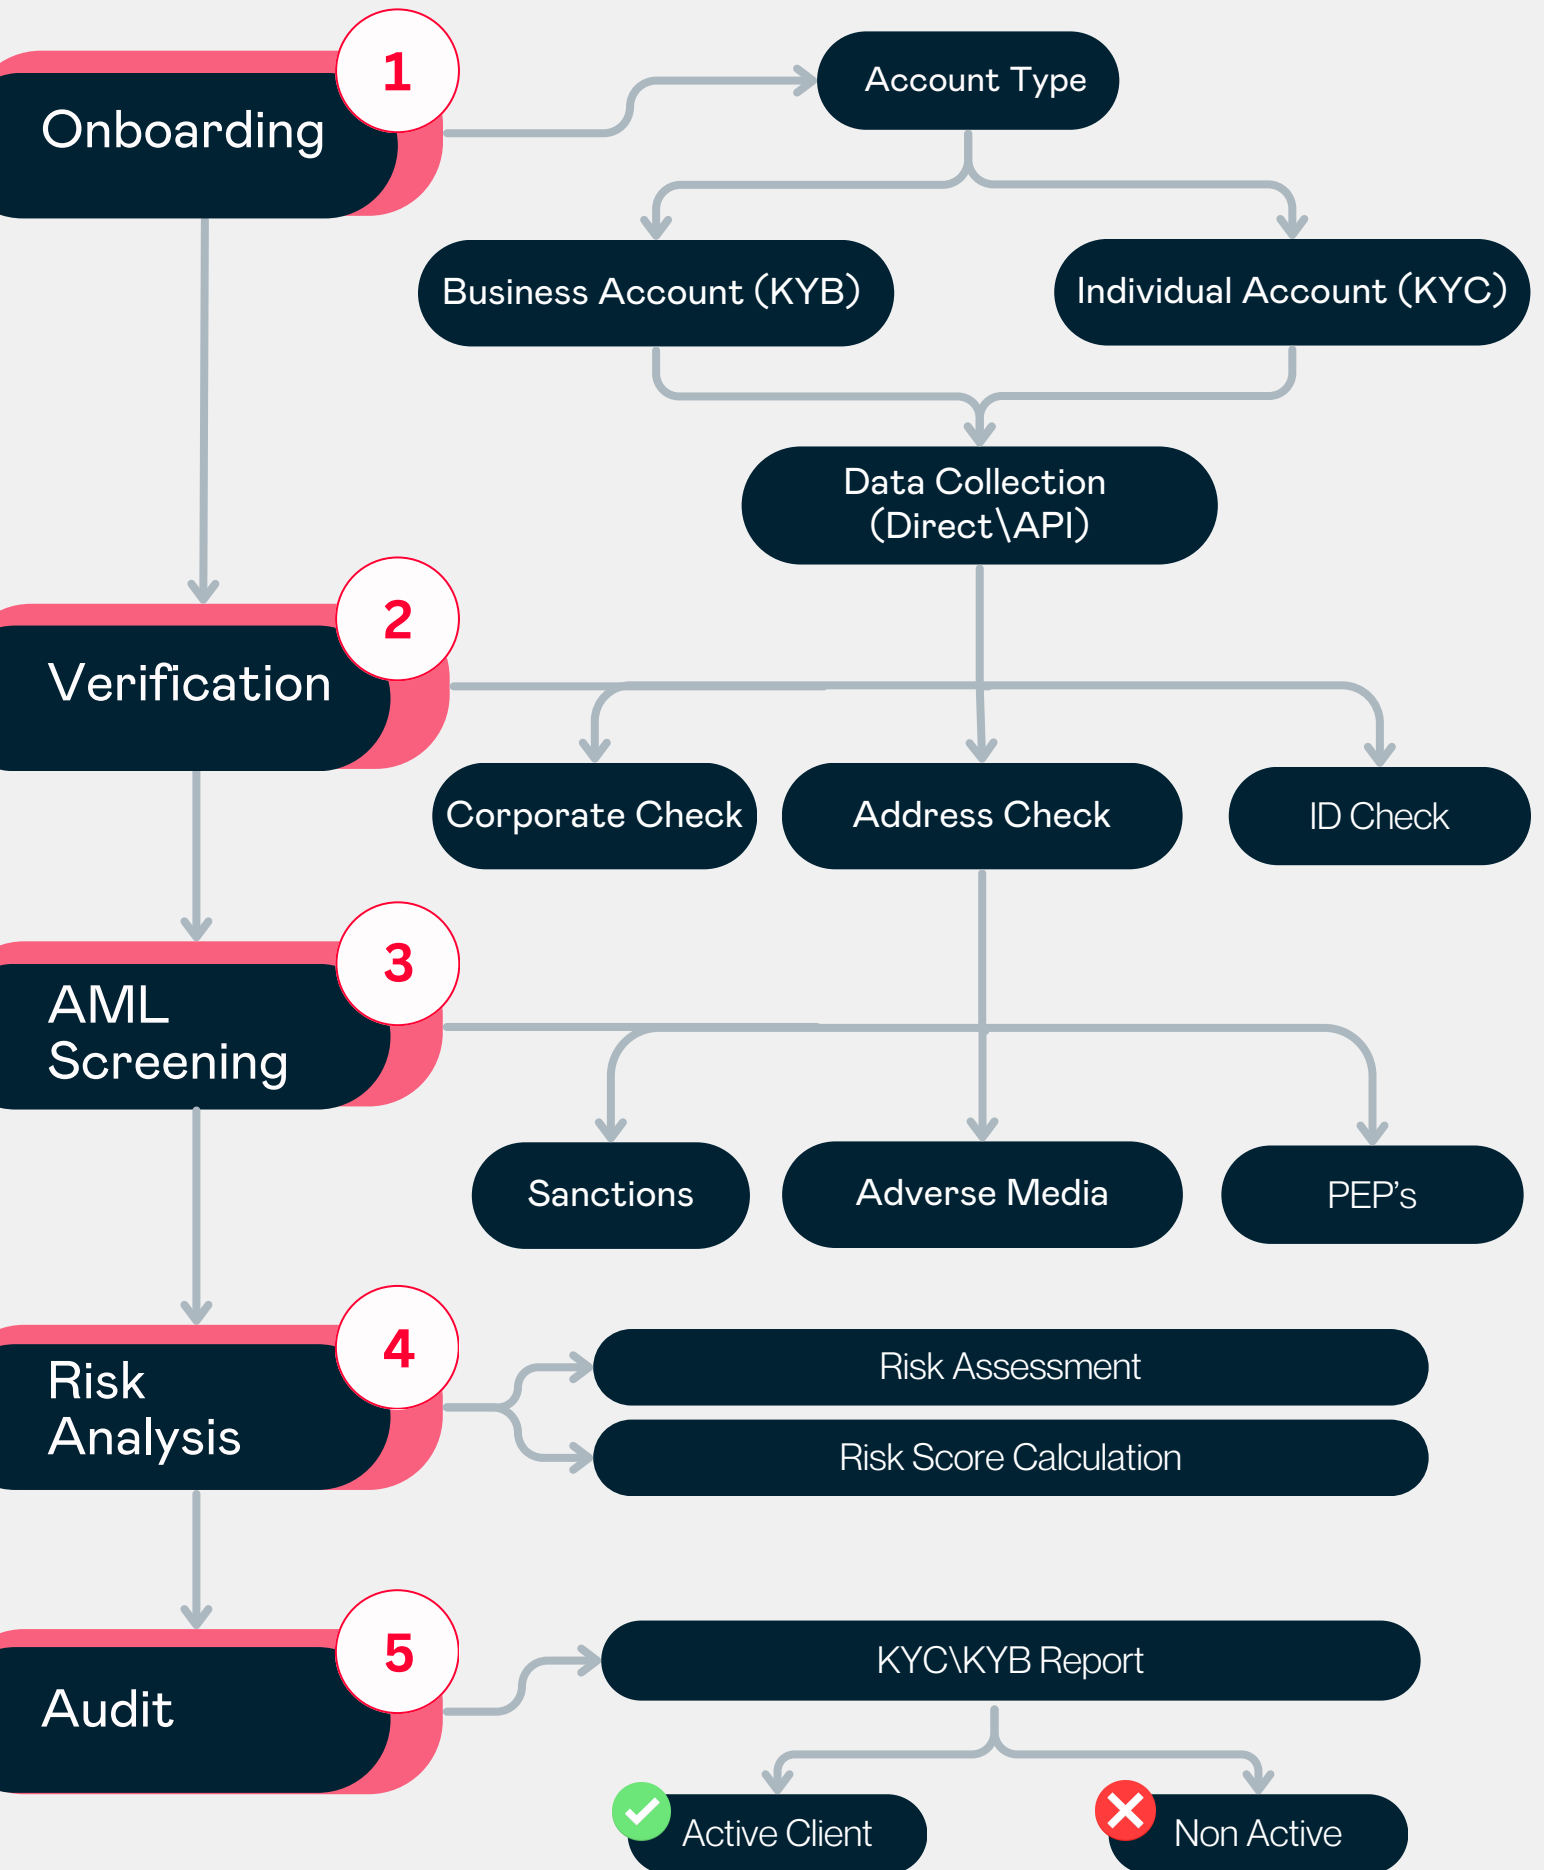 1
Onboarding
Account Type
Business Account (KYB)
Individual Account (KYC)
Data Collection
(Direct\API)
2
Verification
Corporate Check
Address Check
ID Check
3
AML
Screening
Sanctions
Adverse Media
PEP's
4
Risk
Analysis
Risk Assessment
Risk Score Calculation
5
Audit
KYC\KYB Report
Active Client
Non Active